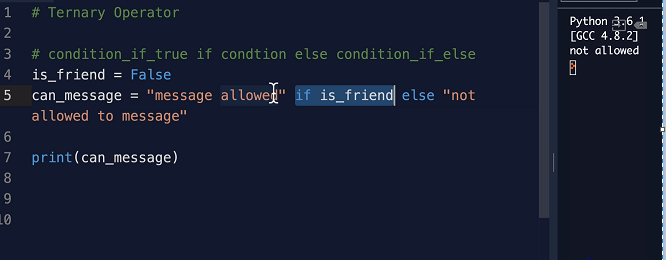 1 # Ternary Operator
2
3 # condition_if_true if condtion else condition_if_else
4 is_friend = False
5 can_message = "message allowed" if is_friend else "not
allowed to message"
6
7 print(can_message)
8
9
10
Python 3.6.1
[GCC 4.8.2]
not allowed